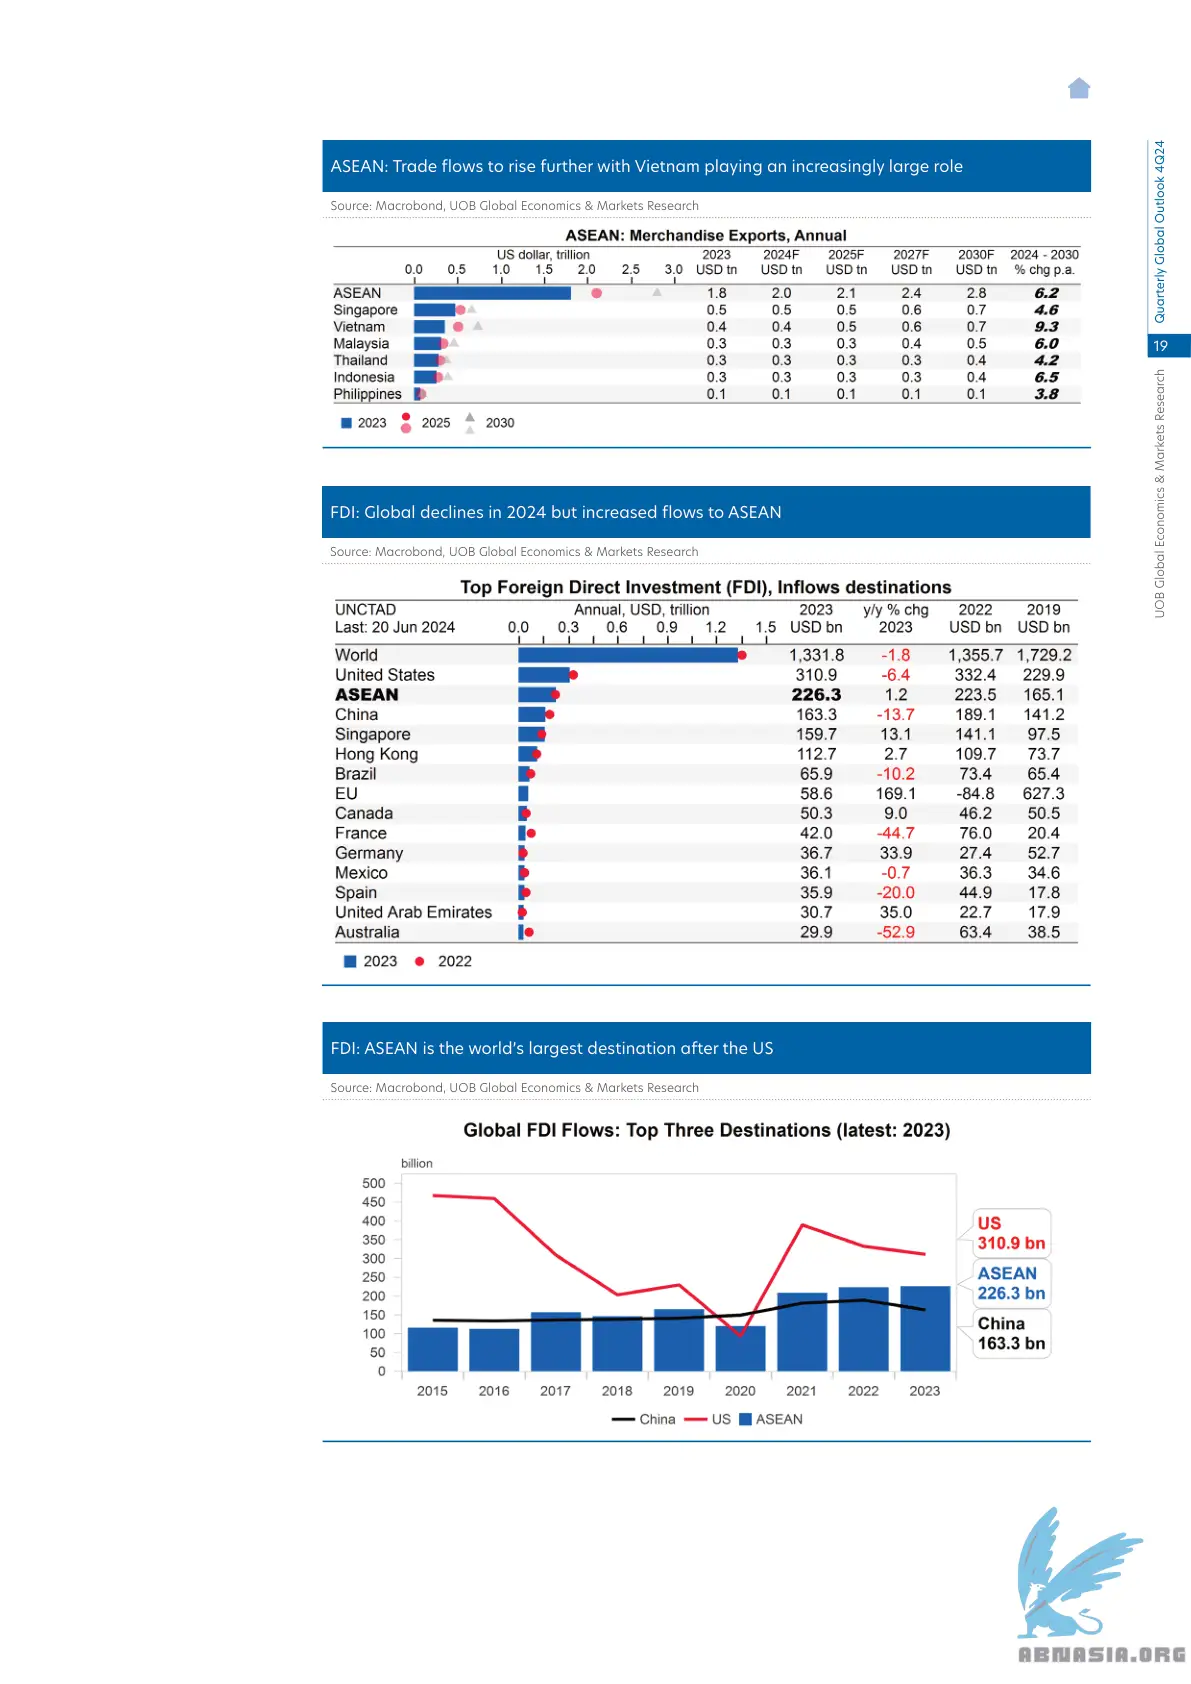 ASEAN: Trade flows to rise further with Vietnam playing an increasingly large role
Source: Macrobond, UOB Global Economics & Markets Research
ASEAN: Merchandise Exports, Annual
US dollar, trillion 2023 2024F 2025F 2027F 2030F 2024 - 2030
0.0 0.5 1.0 1.5 2.0 2.5 3.0 USD tn USD tn USD tn USD tn USD tn % chg p.a.
ASEAN 1.8 2.0 2.1 2.4 2.8 6.2
Singapore 0.5 0.5 0.5 0.6 0.7 4.6
Vietnam 0.4 0.4 0.5 0.6 0.7 9.3
Malaysia 0.3 0.3 0.3 0.4 0.5 6.0
Thailand 0.3 0.3 0.3 0.3 0.4 4.2
Indonesia 0.3 0.3 0.3 0.3 0.4 6.5
Philippines 0.1 0.1 0.1 0.1 0.1 3.8
2023 2025 2030
FDI: Global declines in 2024 but increased flows to ASEAN
Source: Macrobond, UOB Global Economics & Markets Research
Top Foreign Direct Investment (FDI), Inflows destinations
UNCTAD Annual, USD, trillion 2023 y/y % chg 2022 2019
Last: 20 Jun 2024 0.0 0.3 0.6 0.9 1.2 1.5 USD bn 2023 USD bn USD bn
World 1,331.8 -1.8 1,355.7 1,729.2
United States 310.9 -6.4 332.4 229.9
ASEAN 226.3 1.2 223.5 165.1
China 163.3 -13.7 189.1 141.2
Singapore 159.7 13.1 141.1 97.5
Hong Kong 112.7 2.7 109.7 73.7
Brazil 65.9 -10.2 73.4 65.4
EU 58.6 169.1 -84.8 627.3
Canada 50.3 9.0 46.2 50.5
France 42.0 -44.7 76.0 20.4
Germany 36.7 33.9 27.4 52.7
Mexico 36.1 -0.7 36.3 34.6
Spain 35.9 -20.0 44.9 17.8
United Arab Emirates 30.7 35.0 22.7 17.9
Australia 29.9 -52.9 63.4 38.5
2023 2022
FDI: ASEAN is the world's largest destination after the US
Source: Macrobond, UOB Global Economics & Markets Research
Global FDI Flows: Top Three Destinations (latest: 2023)
billion
500
450
400
350
300
250
200
150
100
50
0
US
310.9 bn
ASEAN
226.3 bn
China
163.3 bn
2015 2016 2017 2018 2019 2020 2021 2022 2023
China US ASEAN
Quarterly Global Outlook 4Q24
19
UOB Global Economics & Markets Research
ABNASIA.ORG